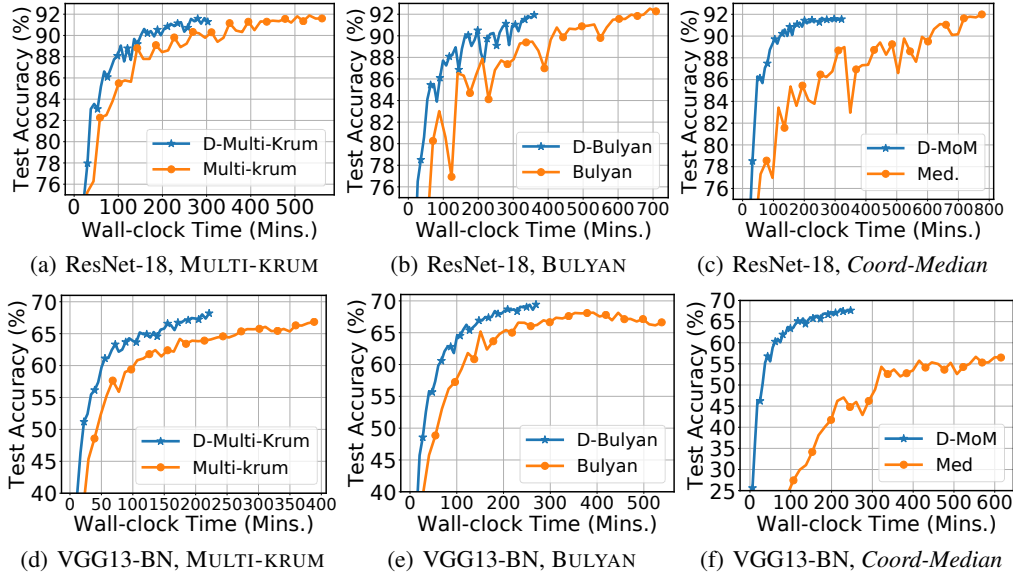 Test Accuracy (%)
92
90
88
86
84
82
80
78
76
D-Multi-Krum
Multi-krum
0 100 200 300 400 500
Wall-clock Time (Mins.)
(a) ResNet-18, MULTI-KRUM
Test Accuracy (%)
92
90
88
86
84
82
80
78
76
D-Bulyan
Bulyan
0 100 200 300 400 500 600 700
Wall-clock Time (Mins.)
(b) ResNet-18, BULYAN
Test Accuracy (%)
92
90
88
86
84
82
80
78
76
D-MoM
Med.
0 100 200 300 400 500 600 700 800
Wall-clock Time (Mins.)
(c) ResNet-18, Coord-Median
Test Accuracy (%)
70
65
60
55
50
45
40
D-Multi-Krum
Multi-krum
0 50 100 150 200 250 300 350 400
Wall-clock Time (Mins.)
(d) VGG13-BN, MULTI-KRUM
Test Accuracy (%)
70
65
60
55
50
45
40
D-Bulyan
Bulyan
0 100 200 300 400 500
Wall-clock Time (Mins.)
(e) VGG13-BN, BULYAN
Test Accuracy (%)
70
65
60
55
50
45
40
35
30
25
D-MoM
Med
0 100 200 300 400 500 600
Wall-clock Time (Mins.)
(f) VGG13-BN, Coord-Median